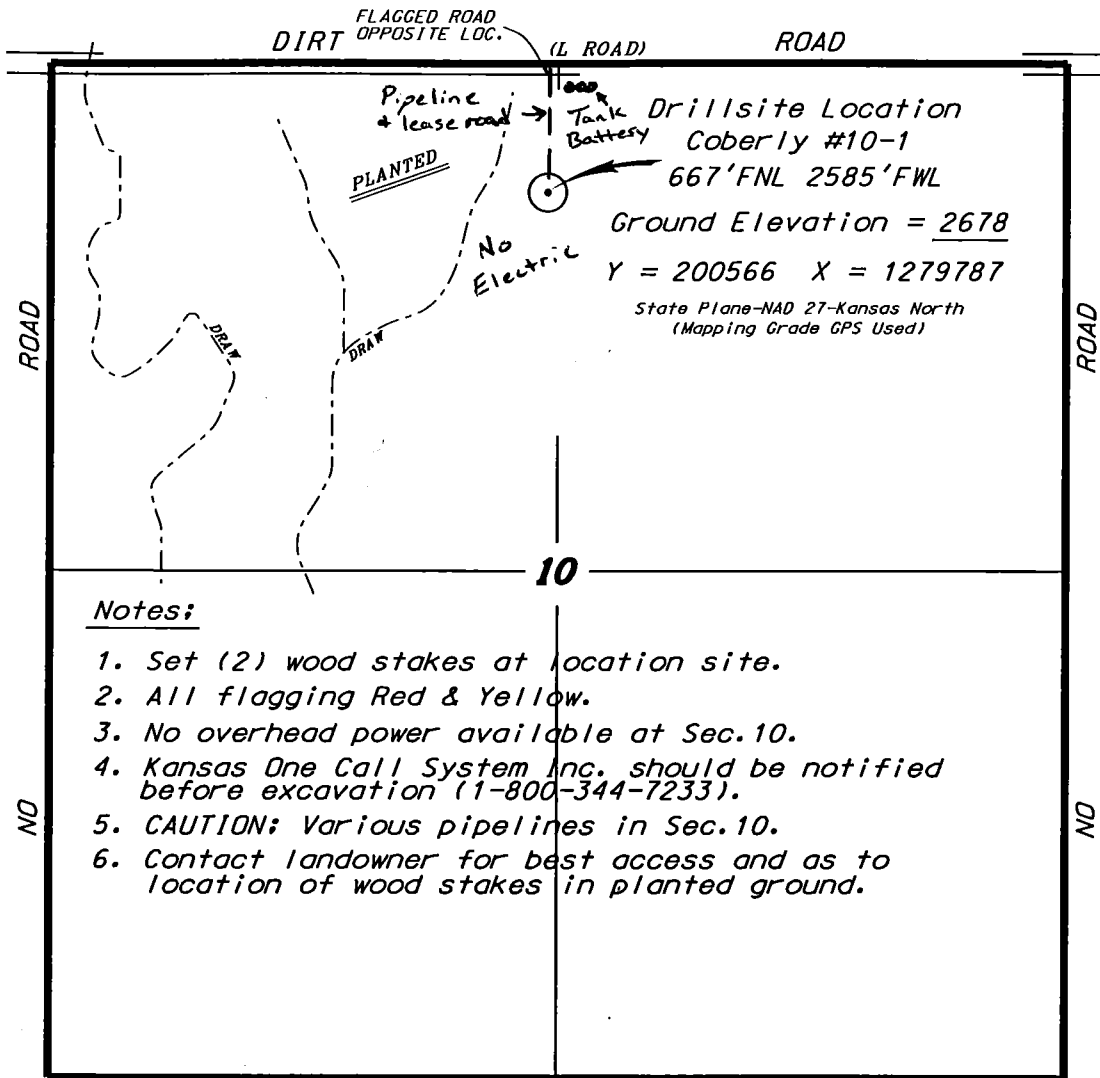 FLAGGED ROAD
OPPOSITE LOC.
DIRT (L ROAD) ROAD
Pipeline
& lease road
Tank
Battery
Drillsite Location
Coberly #10-1
667'FNL 2585'FWL
PLANTED
Ground Elevation = 2678
No
Electric
Y = 200566 X = 1279787
State Plane-NAD 27-Kansas North
(Mapping Grade GPS Used)
DRAW
DRAW
NO ROAD
NO ROAD
10
Notes:
1. Set (2) wood stakes at location site.
2. All flagging Red & Yellow.
3. No overhead power available at Sec.10.
4. Kansas One Call System Inc. should be notified
before excavation (1-800-344-7233).
5. CAUTION: Various pipelines in Sec.10.
6. Contact landowner for best access and as to
location of wood stakes in planted ground.